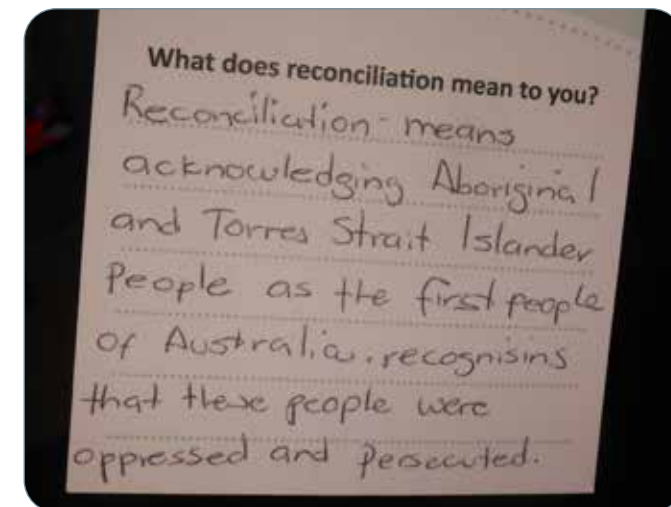 What does reconciliation mean to you?
Reconciliation - means
acknowledging Aboriginal
and Torres Strait Islander
People as the first people
of Australia. recognising
that these people were
oppressed and persecuted.